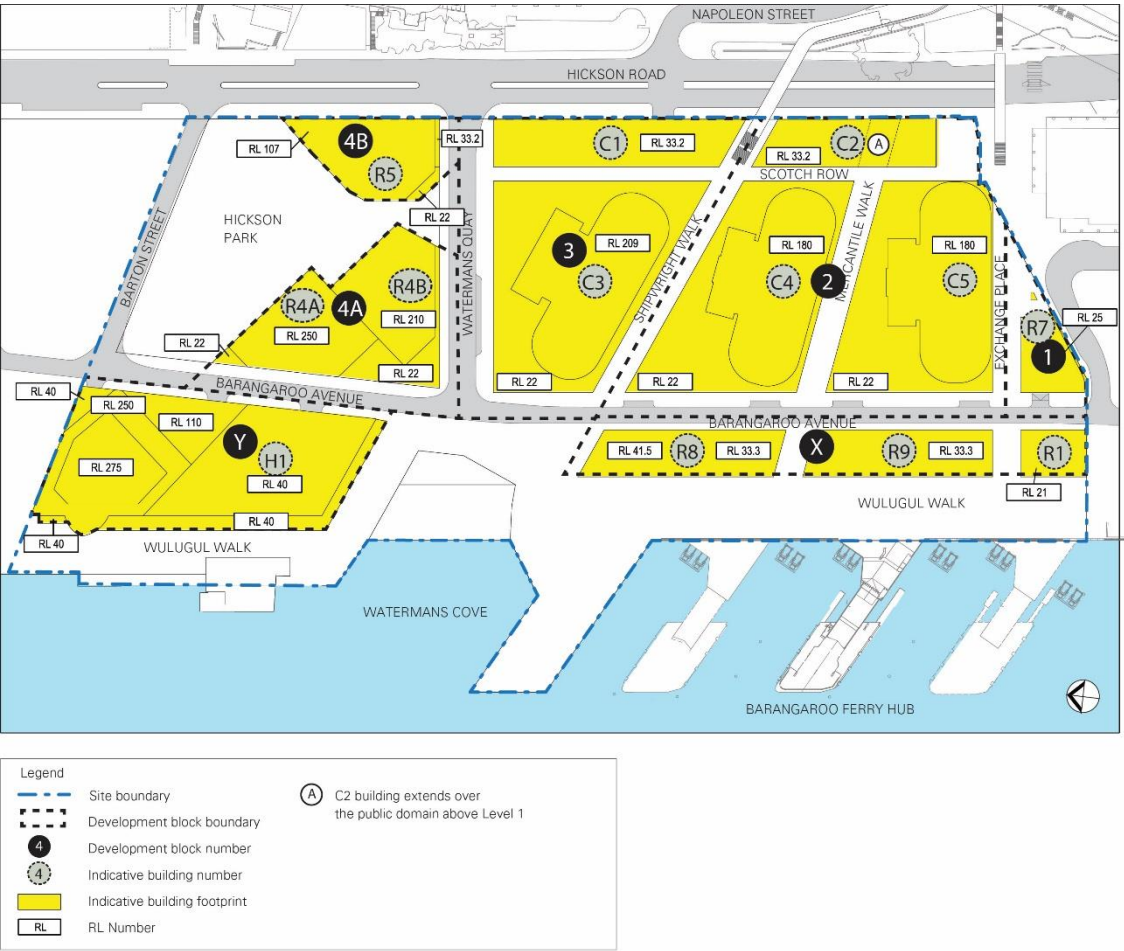 NAPOLEON STREET
HICKSON ROAD
RL 107
4B
R5
RL 33.2
C1
RL 33.2
RL 33.2
C2
A
SCOTCH ROW
RL 22
HICKSON
PARK
BARTON STREET
WATERMANS QUAY
3
RL 209
C3
SHIPWRIGHT WALK
RL 180
C4
2
MERCANTILE WALK
RL 180
C5
EXCHANGE PLACE
R7
RL 25
1
R4A
4A
R4B
RL 250
RL 210
RL 22
RL 22
RL 22
RL 22
RL 22
BARANGAROO AVENUE
RL 40
RL 250
RL 110
Y
H1
RL 275
RL 40
RL 40
RL 40
BARANGAROO AVENUE
RL 41.5
R8
RL 33.3
X
R9
RL 33.3
R1
RL 21
WULUGUL WALK
WULUGUL WALK
WATERMANS COVE
BARANGAROO FERRY HUB
Legend
Site boundary
Development block boundary
4
Development block number
4
Indicative building number
Indicative building footprint
RL
RL Number
A
C2 building extends over
the public domain above Level 1